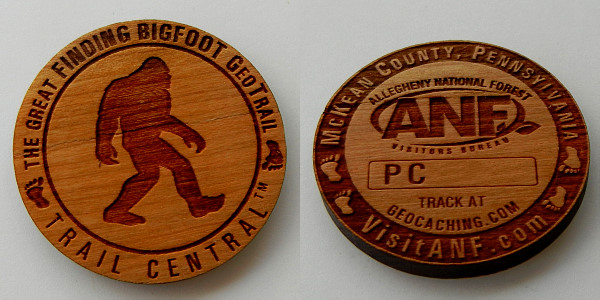 THE GREAT FINDING BIGFOOT GEOTRAIL
TRAIL CENTRAL™
MCKEAN COUNTY, PENNSYLVANIA
ALLEGHENY NATIONAL FOREST
ANF
VISITORS BUREAU
PC
TRACK AT
GEOCACHING.COM
VisitANF.com